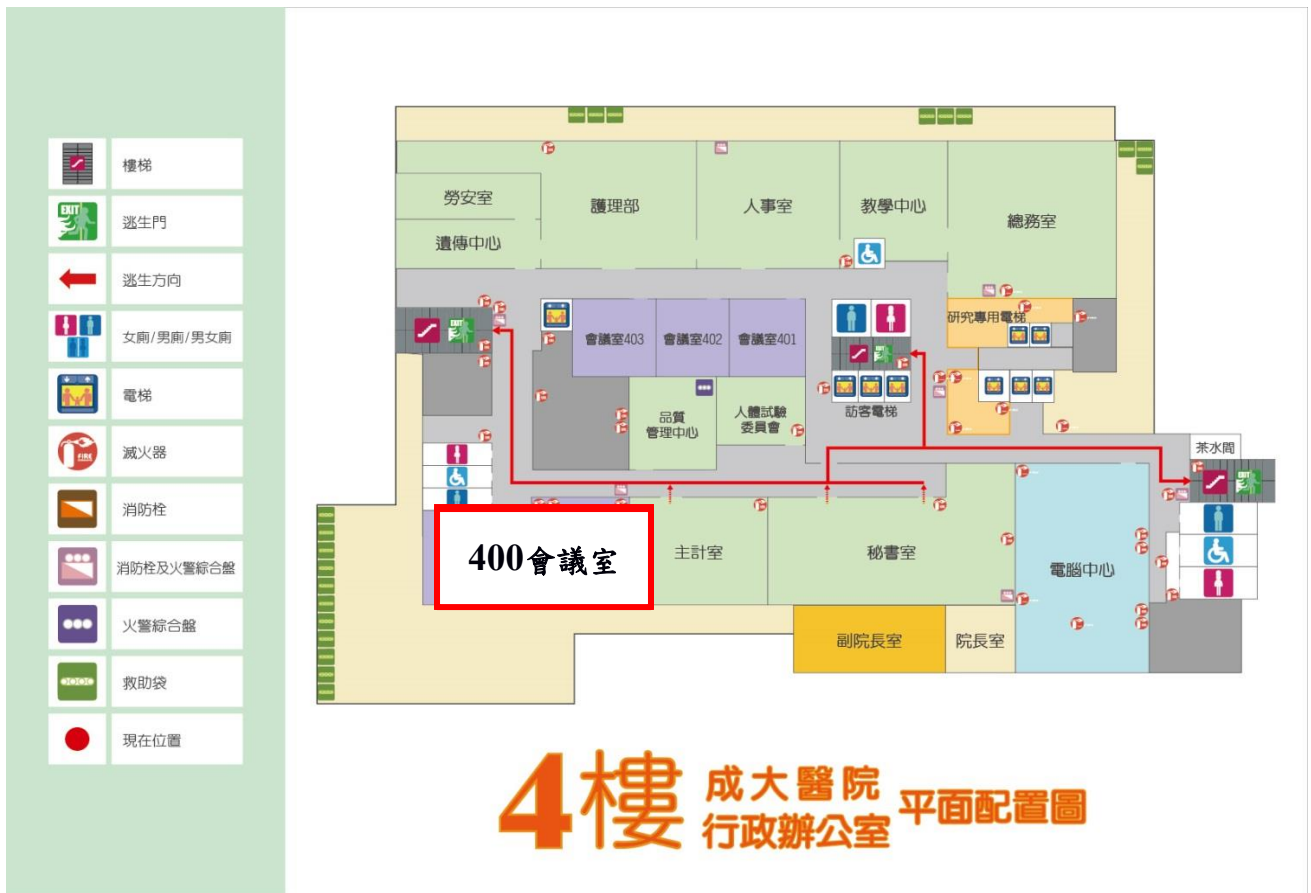 樓梯
EXIT
逃生門
逃生方向
女廁/男廁/男女廁
電梯
FIRE
滅火器
消防栓
消防栓及火警綜合盤
火警綜合盤
救助袋
現在位置
勞安室
護理部
人事室
教學中心
總務室
遺傳中心
研究專用電梯
EXIT
會議室403
會議室402
會議室401
EXIT
品質
管理中心
人體試驗
委員會
訪客電梯
茶水間
EXIT
400會議室
主計室
秘書室
電腦中心
副院長室
院長室
4樓
成大醫院
行政辦公室
平面配置圖